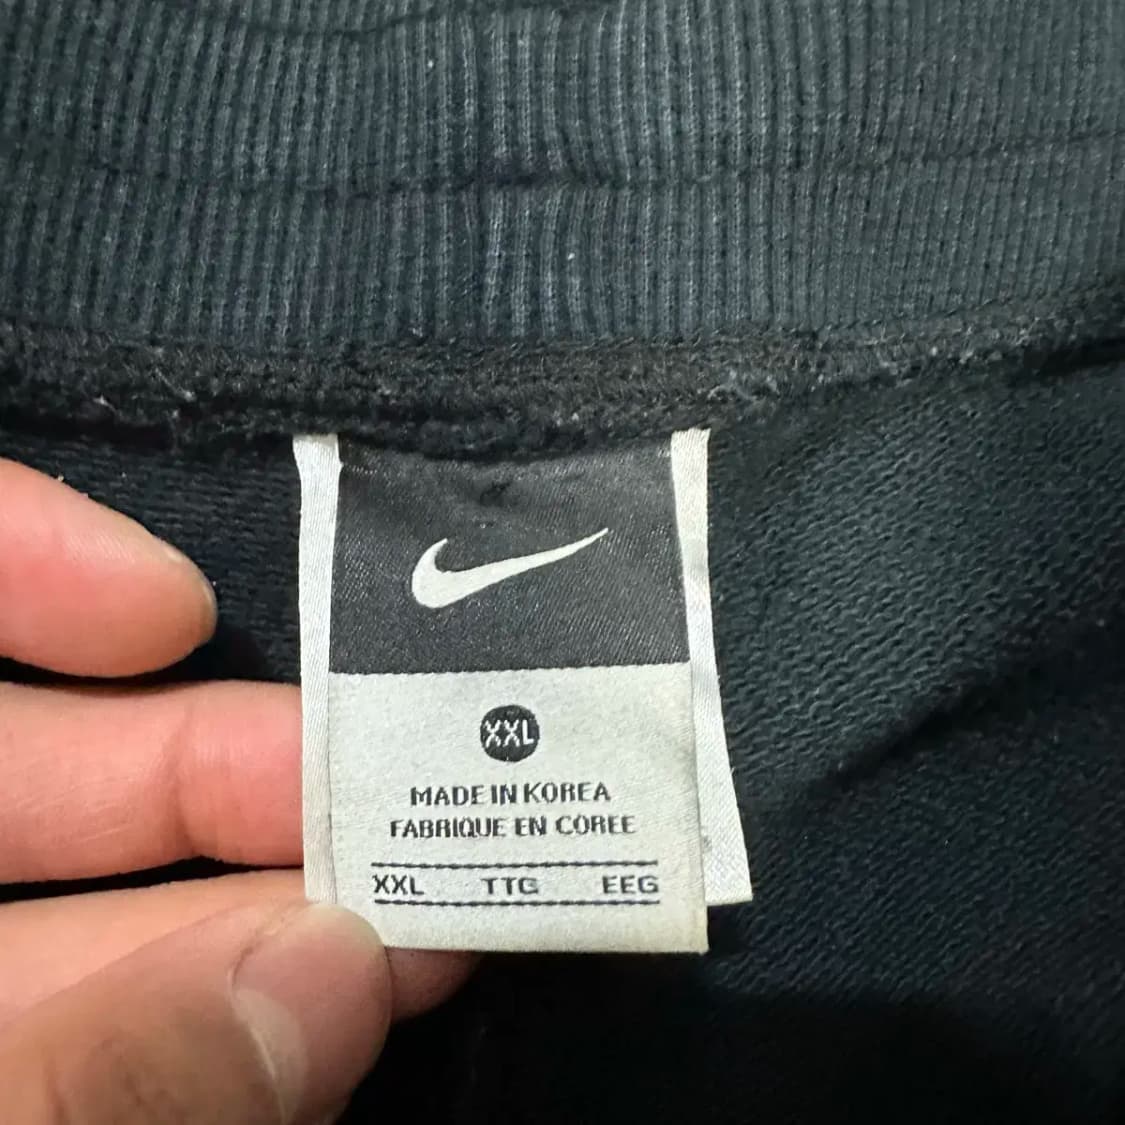 XXL
MADE IN KOREA
FABRIQUE EN COREE
XXL TTG EEG